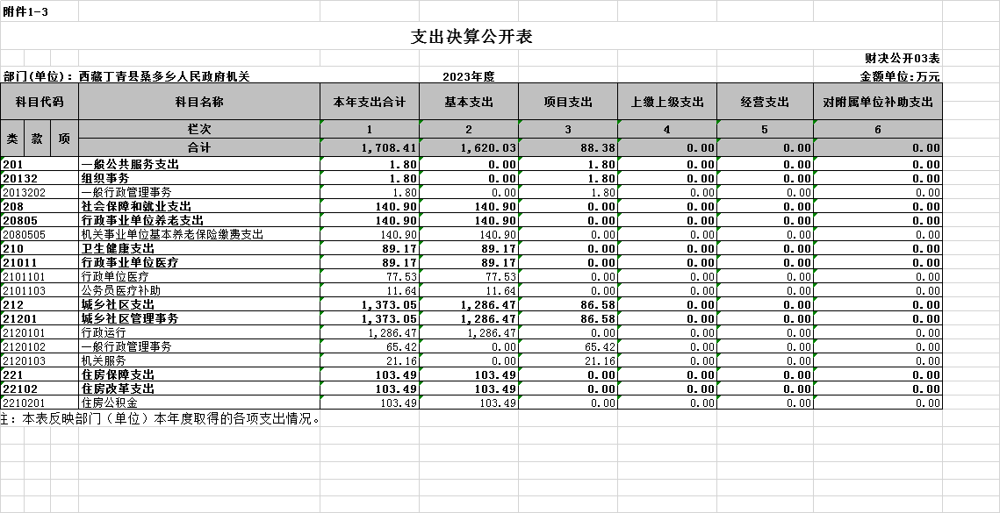 附件1-3
支出决算公开表
财决公开03表
部门(单位)：西藏丁青县桑多乡人民政府机关 2023年度 金额单位:万元
科目代码 科目名称 本年支出合计 基本支出 项目支出 上缴上级支出 经营支出 对附属单位补助支出
类 款 项 栏次 1 2 3 4 5 6
合计 1,708.41 1,620.03 88.38 0.00 0.00 0.00
201 一般公共服务支出 1.80 0.00 1.80 0.00 0.00 0.00
20132 组织事务 1.80 0.00 1.80 0.00 0.00 0.00
2013202 一般行政管理事务 1.80 0.00 1.80 0.00 0.00 0.00
208 社会保障和就业支出 140.90 140.90 0.00 0.00 0.00 0.00
20805 行政事业单位养老支出 140.90 140.90 0.00 0.00 0.00 0.00
2080505 机关事业单位基本养老保险缴费支出 140.90 140.90 0.00 0.00 0.00 0.00
210 卫生健康支出 89.17 89.17 0.00 0.00 0.00 0.00
21011 行政事业单位医疗 89.17 89.17 0.00 0.00 0.00 0.00
2101101 行政单位医疗 77.53 77.53 0.00 0.00 0.00 0.00
2101103 公务员医疗补助 11.64 11.64 0.00 0.00 0.00 0.00
212 城乡社区支出 1,373.05 1,286.47 86.58 0.00 0.00 0.00
21201 城乡社区管理事务 1,373.05 1,286.47 86.58 0.00 0.00 0.00
2120101 行政运行 1,286.47 1,286.47 0.00 0.00 0.00 0.00
2120102 一般行政管理事务 65.42 0.00 65.42 0.00 0.00 0.00
2120103 机关服务 21.16 0.00 21.16 0.00 0.00 0.00
221 住房保障支出 103.49 103.49 0.00 0.00 0.00 0.00
22102 住房改革支出 103.49 103.49 0.00 0.00 0.00 0.00
2210201 住房公积金 103.49 103.49 0.00 0.00 0.00 0.00
注：本表反映部门（单位）本年度取得的各项支出情况。